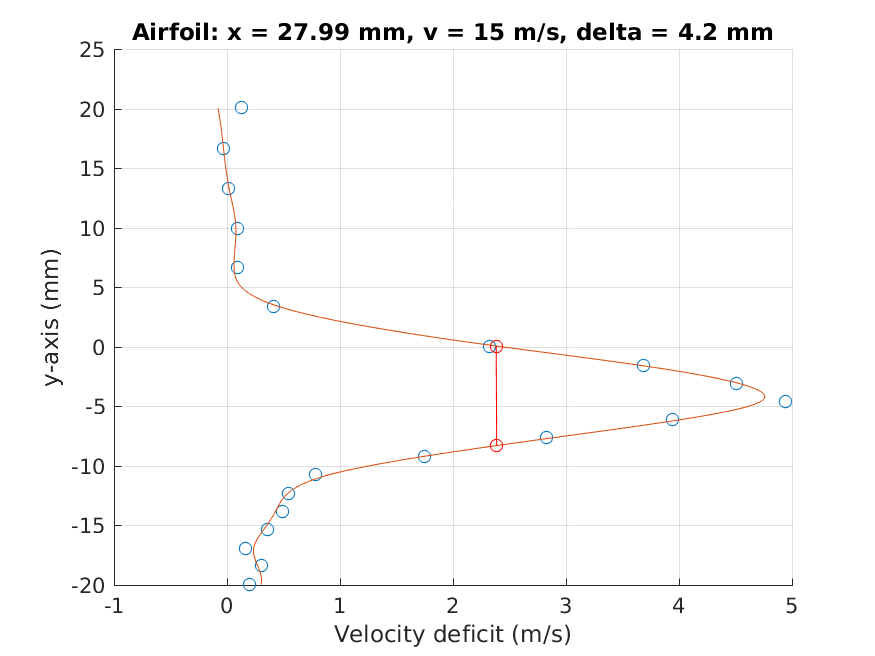 Airfoil: x = 27.99 mm, v = 15 m/s, delta = 4.2 mm
25
20
15
10
5
0
-5
-10
-15
-20
y-axis (mm)
-1 0 1 2 3 4 5
Velocity deficit (m/s)